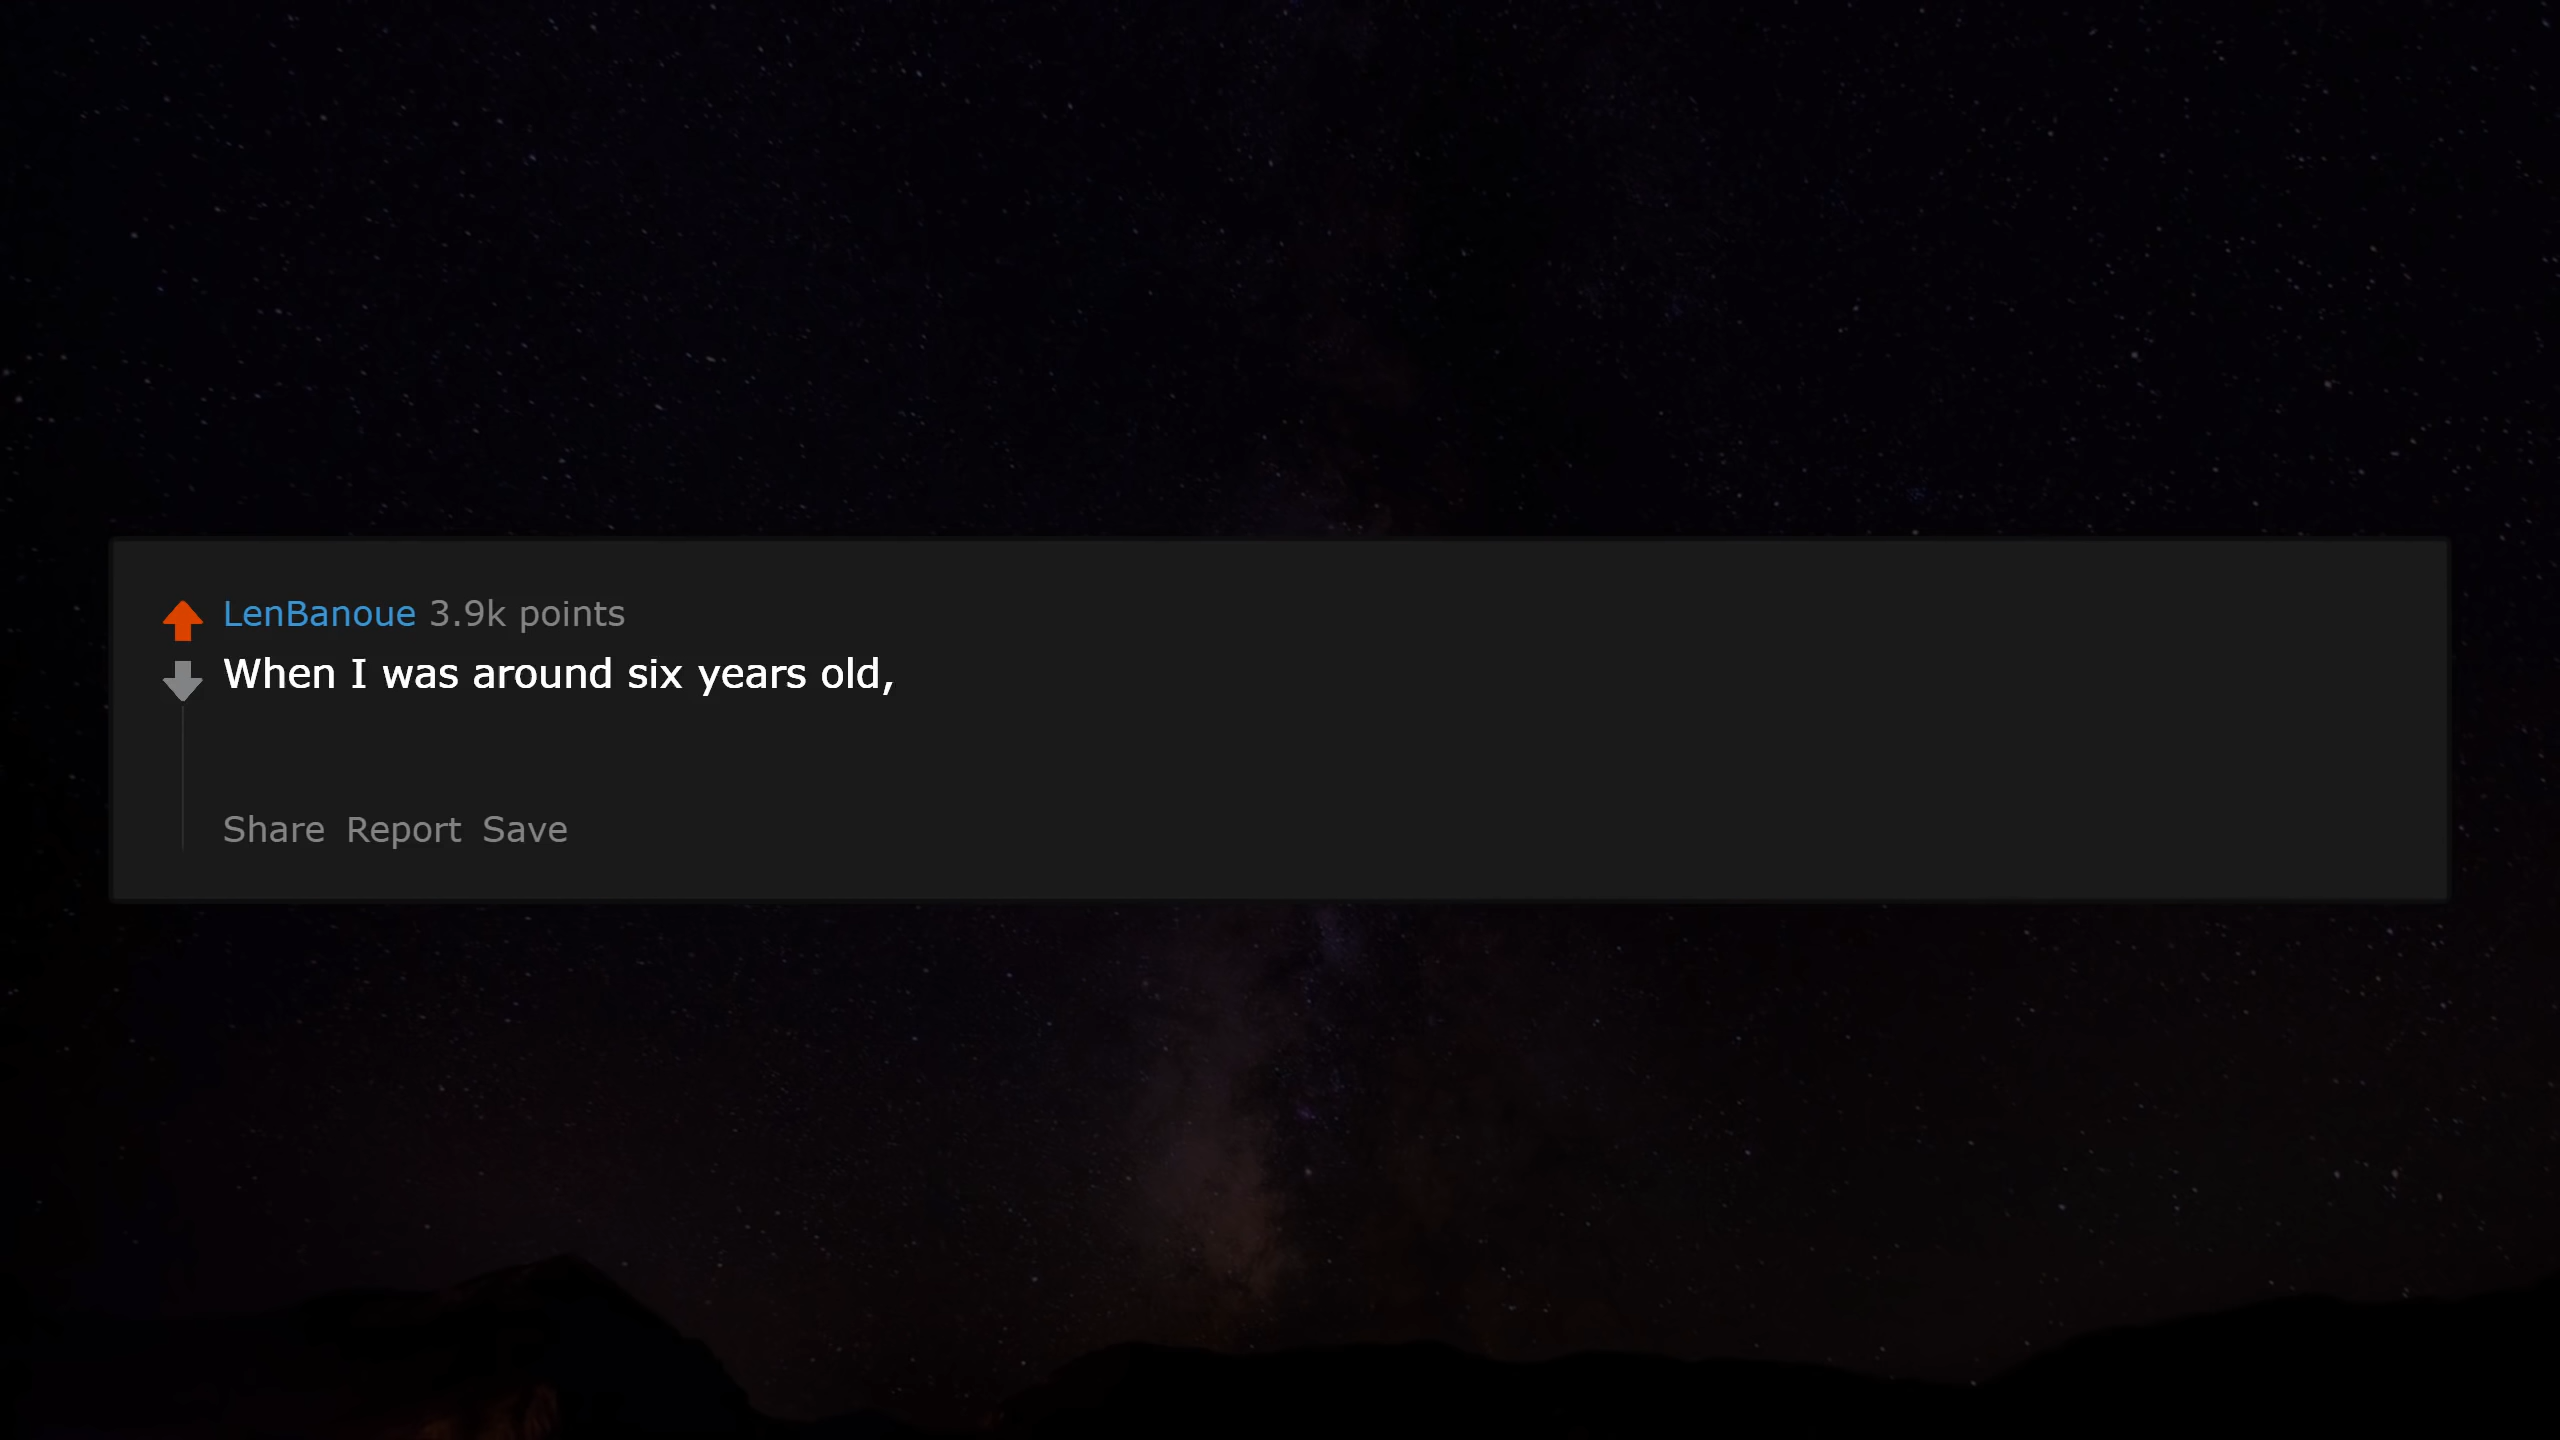 LenBanoue 3.9k points
When I was around six years old,
Share Report Save